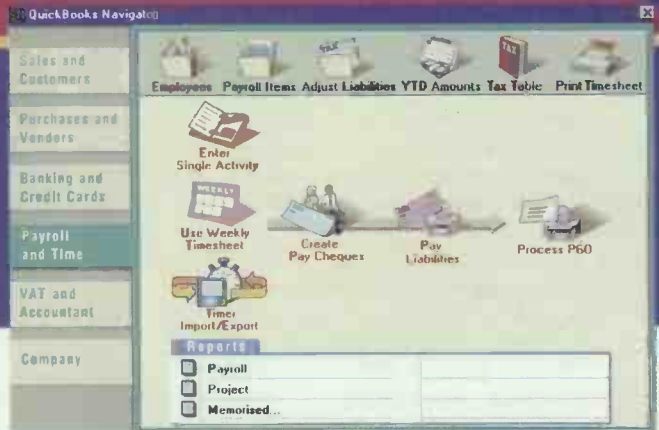 QuickBooks Navigator
Sales and
Customers
Purchases and
Vendors
Banking and
Credit Cards
Payroll
and Time
VAT and
Accountant
Company
Employees Payroll Items Adjust Liabilities YTD Amounts Tax Table Print Timesheet
TAX
TAX
Enter
Single Activity
WEEKLY
Use Weekly
Timesheet
Create
Pay Cheques
Pay
Liabilities
Process P60
Timer
Import/Export
Reports
Payroll
Project
Memorised...